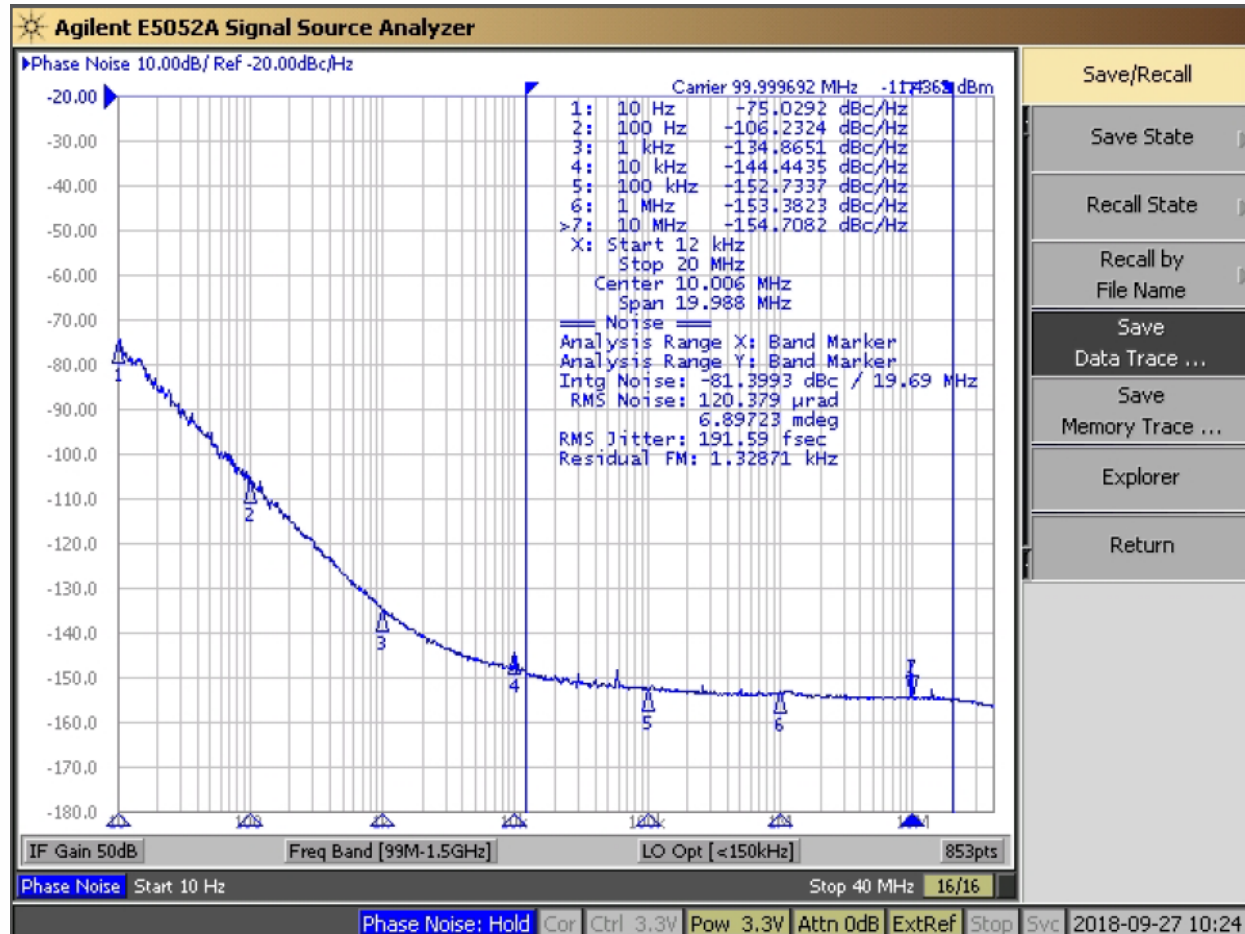 Agilent E5052A Signal Source Analyzer
▶Phase Noise 10.00dB/ Ref -20.00dBc/Hz
Carrier 99.999692 MHz dBm
1: 10 Hz -75.0292 dBc/Hz
2: 100 Hz -106.2324 dBc/Hz
3: 1 kHz -134.8651 dBc/Hz
4: 10 kHz -144.4435 dBc/Hz
5: 100 kHz -152.7337 dBc/Hz
6: 1 MHz -153.3823 dBc/Hz
>7: 10 MHz -154.7082 dBc/Hz
X: Start 12 kHz
Stop 20 MHz
Center 10.006 MHz
Span 19.988 MHz
=== Noise ===
Analysis Range X: Band Marker
Analysis Range Y: Band Marker
Intg Noise: -81.3993 dBc / 19.69 MHz
RMS Noise: 120.379 µrad
6.89723 mdeg
RMS Jitter: 191.59 fsec
Residual FM: 1.32871 kHz
-20.00
-30.00
-40.00
-50.00
-60.00
-70.00
-80.00
-90.00
-100.0
-110.0
-120.0
-130.0
-140.0
-150.0
-160.0
-170.0
-180.0
1
2
3
4
5
6
7
IF Gain 50dB
Freq Band [99M-1.5GHz]
LO Opt [<150kHz]
853pts
Phase Noise Start 10 Hz
Stop 40 MHz 16/16
Save/Recall
Save State
Recall State
Recall by
File Name
Save
Data Trace ...
Save
Memory Trace ...
Explorer
Return
Phase Noise: Hold Cor Ctrl 3.3V Pow 3.3V Attn 0dB ExtRef Stop Svc 2018-09-27 10:24